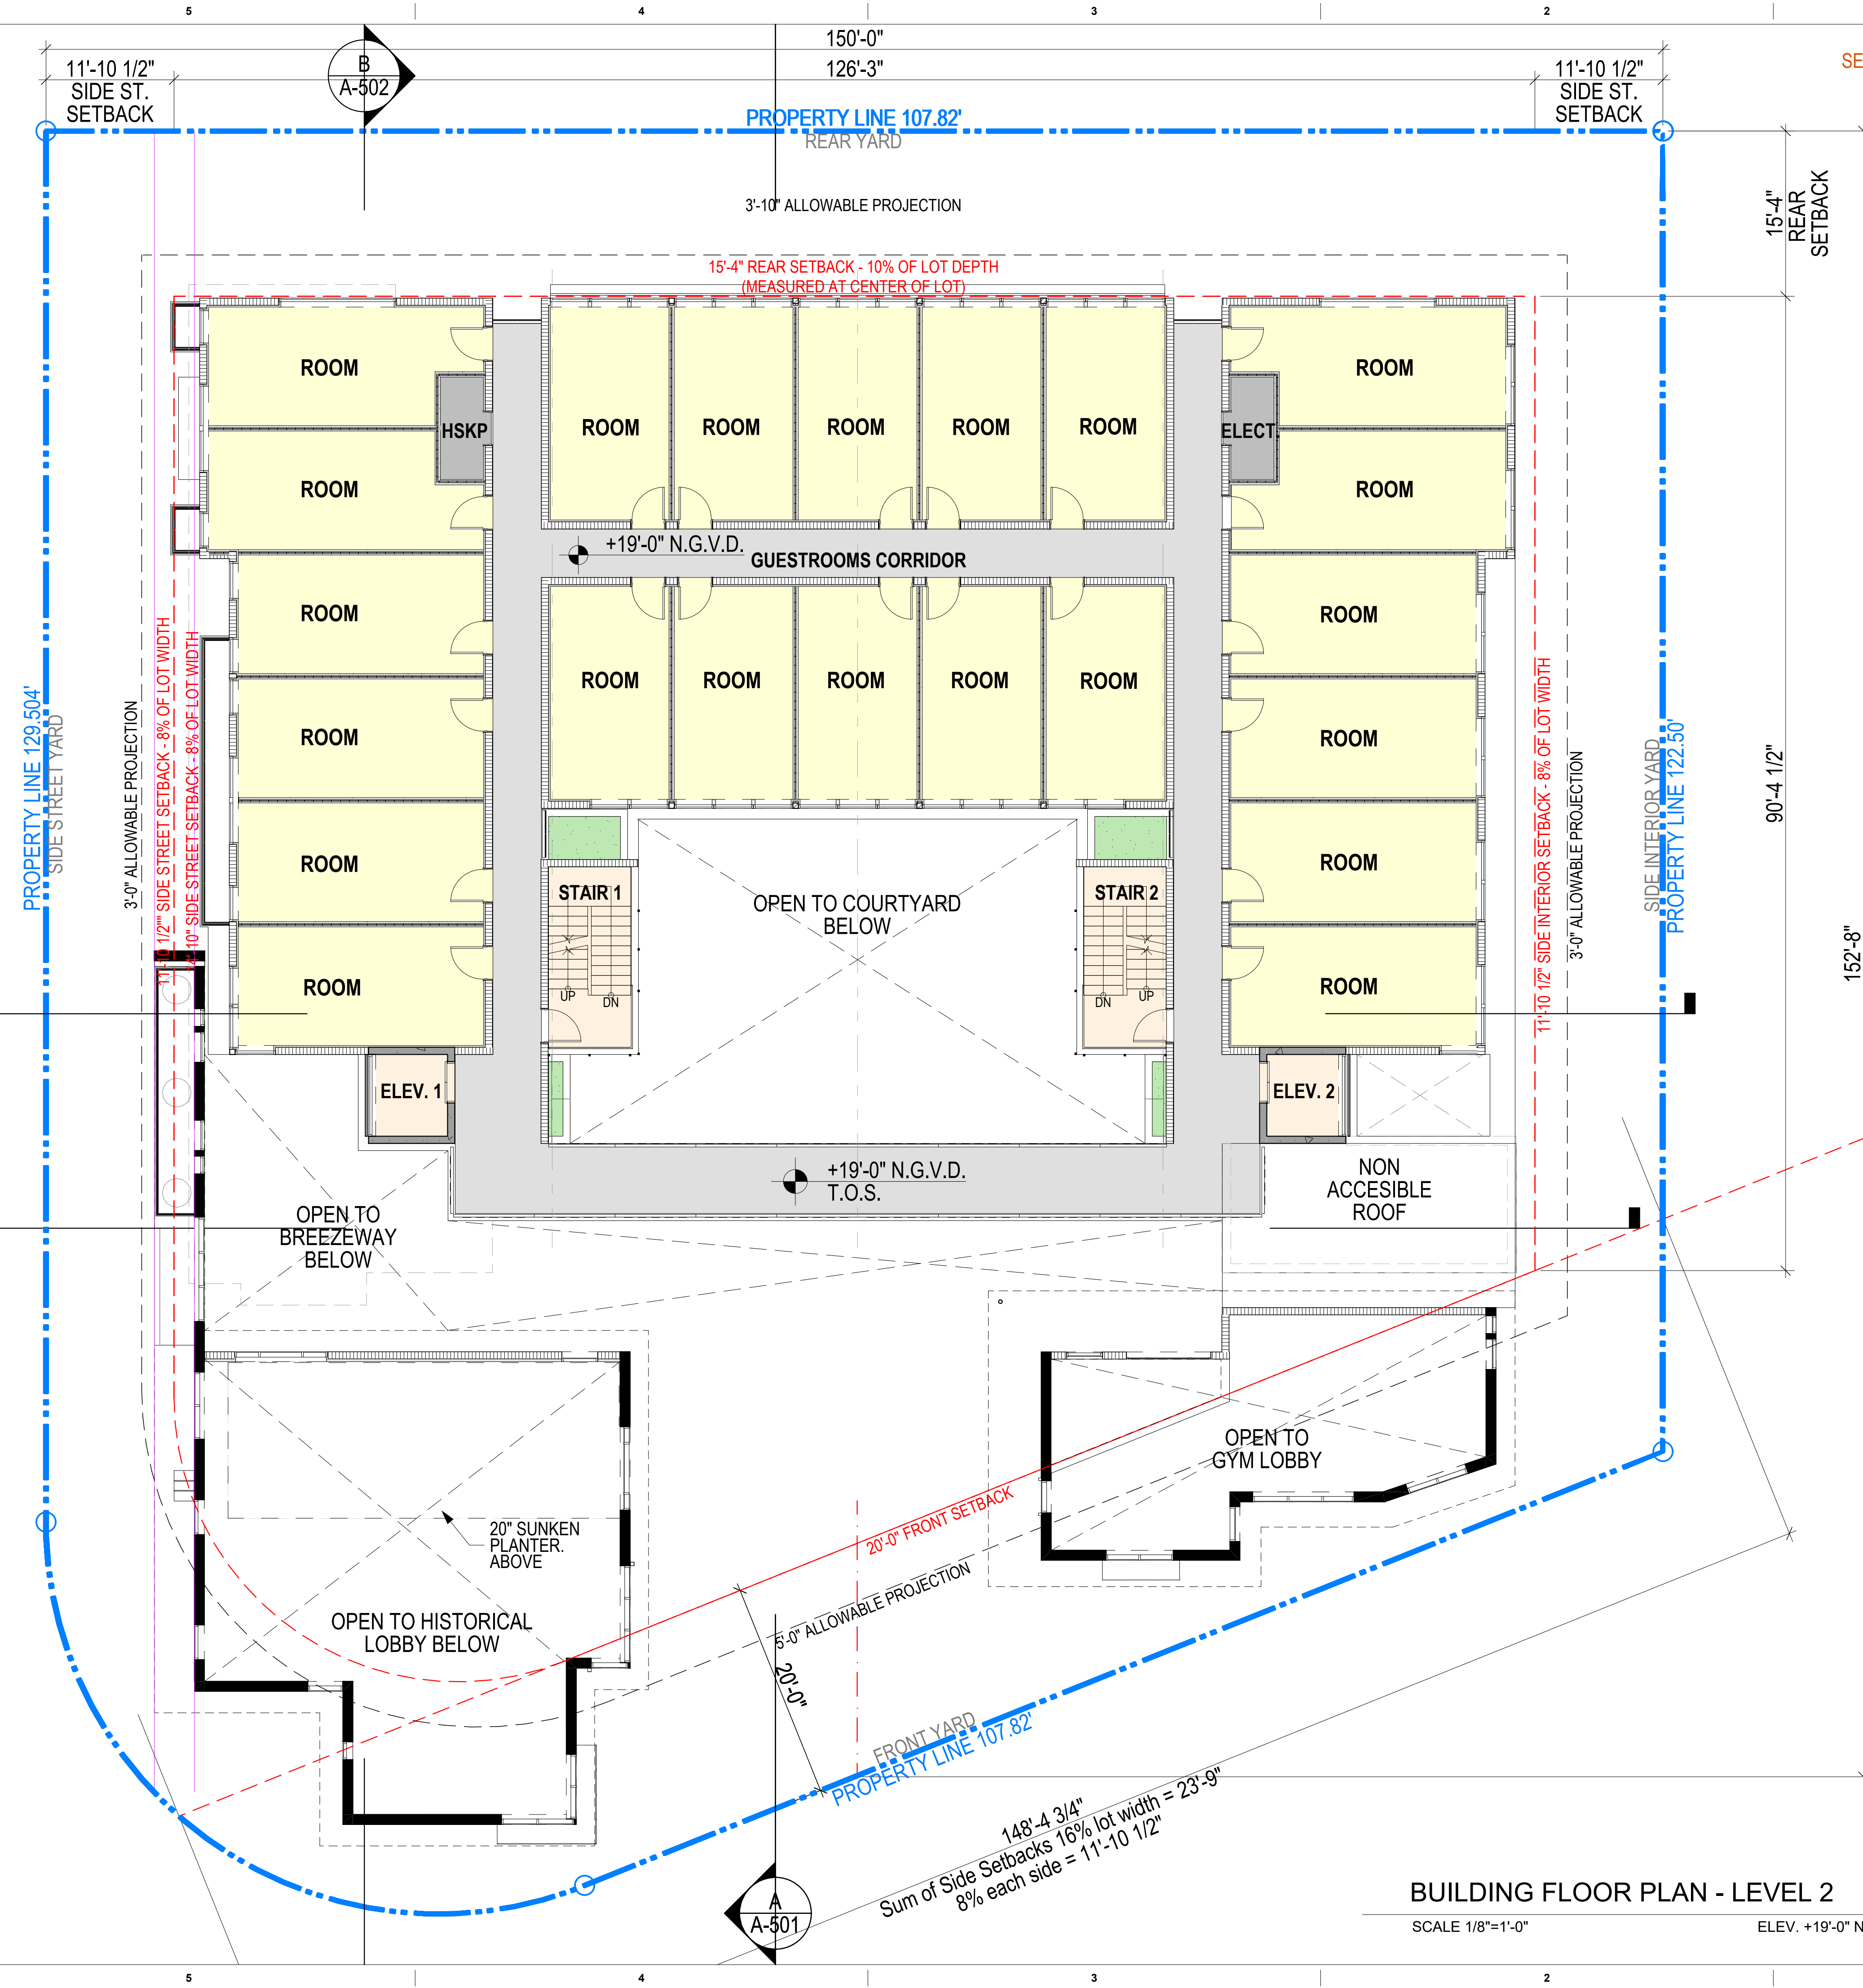 5 4 3 2
150'-0"
126'-3"
11'-10 1/2"
SIDE ST.
SETBACK
B
A-502
11'-10 1/2"
SIDE ST.
SETBACK
SE
PROPERTY LINE 107.82'
REAR YARD
3'-10" ALLOWABLE PROJECTION
15'-4"
REAR
SETBACK
15'-4" REAR SETBACK - 10% OF LOT DEPTH
(MEASURED AT CENTER OF LOT)
ROOM
ROOM
HSKP
ROOM
ROOM
ROOM
ROOM
ROOM
ROOM
ROOM
ROOM
ROOM
ELECT.
ROOM
ROOM
+19'-0" N.G.V.D.
GUESTROOMS CORRIDOR
ROOM
ROOM
ROOM
ROOM
ROOM
ROOM
ROOM
ROOM
ROOM
ROOM
ROOM
PROPERTY LINE 129.504'
SIDE STREET YARD
3'-0" ALLOWABLE PROJECTION
11'-10 1/2"" SIDE STREET SETBACK - 8% OF LOT WIDTH
14'-10" SIDE STREET SETBACK - 8% OF LOT WIDTH
11'-10 1/2" SIDE INTERIOR SETBACK - 8% OF LOT WIDTH
3'-0" ALLOWABLE PROJECTION
SIDE INTERIOR YARD
PROPERTY LINE 122.50'
90'-4 1/2"
152'-8"
STAIR 1
UP
DN
OPEN TO COURTYARD
BELOW
STAIR 2
DN
UP
ROOM
ROOM
ELEV. 1
ELEV. 2
+19'-0" N.G.V.D.
T.O.S.
NON
ACCESIBLE
ROOF
OPEN TO
BREEZEWAY
BELOW
OPEN TO
GYM LOBBY
20'-0" FRONT SETBACK
20" SUNKEN
PLANTER.
ABOVE
5'-0" ALLOWABLE PROJECTION
OPEN TO HISTORICAL
LOBBY BELOW
20'-0"
FRONT YARD
PROPERTY LINE 107.82'
148'-4 3/4"
Sum of Side Setbacks 16% lot width = 23'-9"
8% each side = 11'-10 1/2"
A
A-501
BUILDING FLOOR PLAN - LEVEL 2
SCALE 1/8"=1'-0"
ELEV. +19'-0" N
5 4 3 2